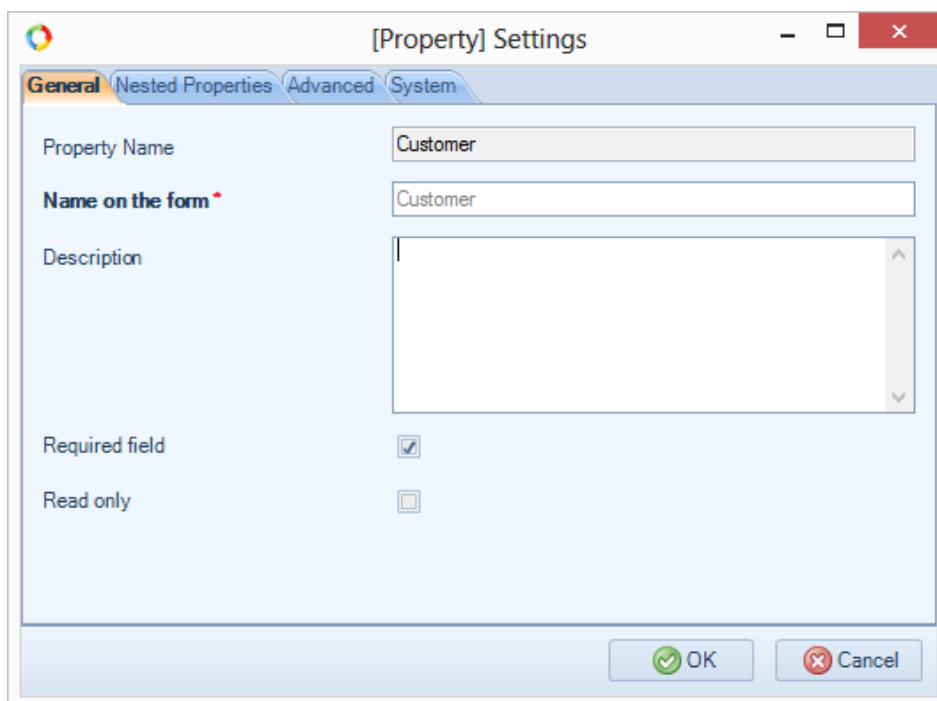 [Property] Settings
General Nested Properties Advanced System
Property Name Customer
Name on the form* Customer
Description
Required field
Read only
OK Cancel